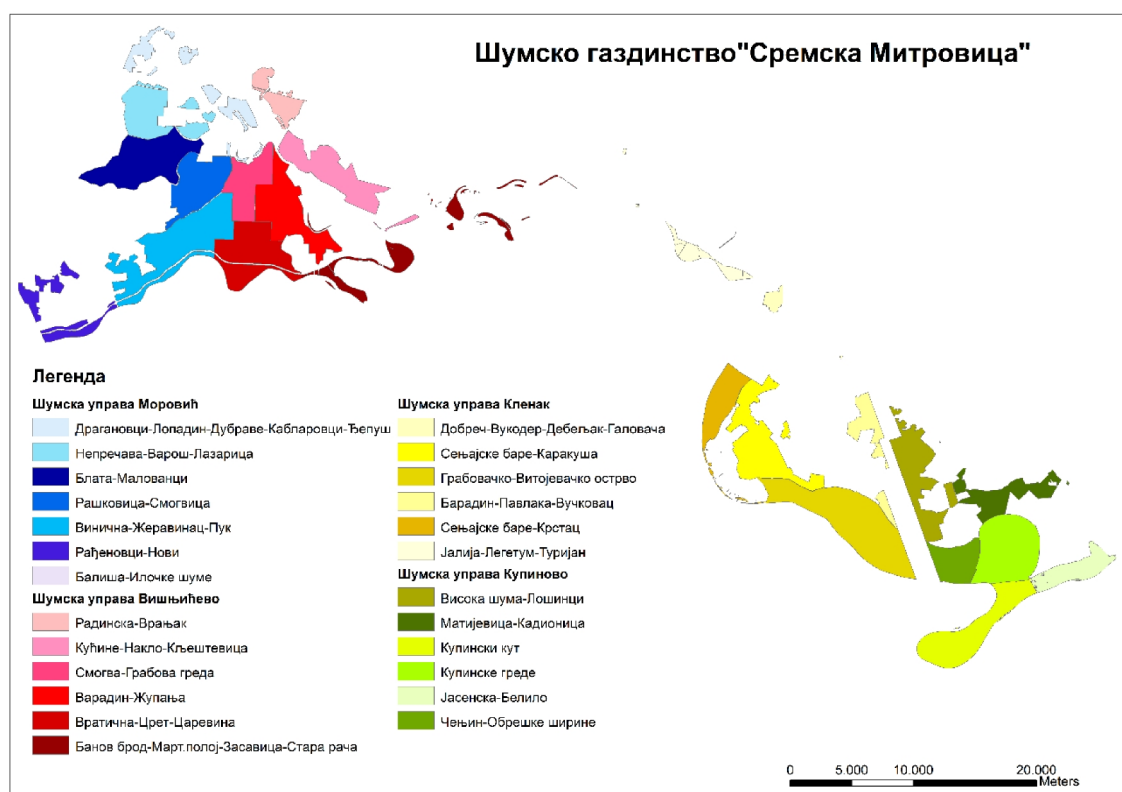 Шумско газдинство"Сремска Митровица"
Легенда
Шумска управа Моровић
Драгановци-Лопадин-Дубраве-Кабларовци-Ћепуш
Непречава-Варош-Лазарица
Блата-Малованци
Рашковица-Смогвица
Винична-Жеравинац-Пук
Рађеновци-Нови
Балиша-Илочке шуме
Шумска управа Вишњићево
Радинска-Врањак
Кућине-Накло-Кљештевица
Смогва-Грабова греда
Варадин-Жупања
Вратична-Црет-Царевина
Банов брод-Март.полој-Засавица-Стара рача
Шумска управа Кленак
Добреч-Вукодер-Дебељак-Галовача
Сењајске баре-Каракуша
Грабовачко-Витојевачко острво
Барадин-Павлака-Вучковац
Сењајске баре-Крстац
Јалија-Легетум-Туријан
Шумска управа Купиново
Висока шума-Лошинци
Матијевица-Кадионица
Купински кут
Купинске греде
Јасенска-Белило
Чењин-Обрешке ширине
0 5.000 10.000 20.000
Meters